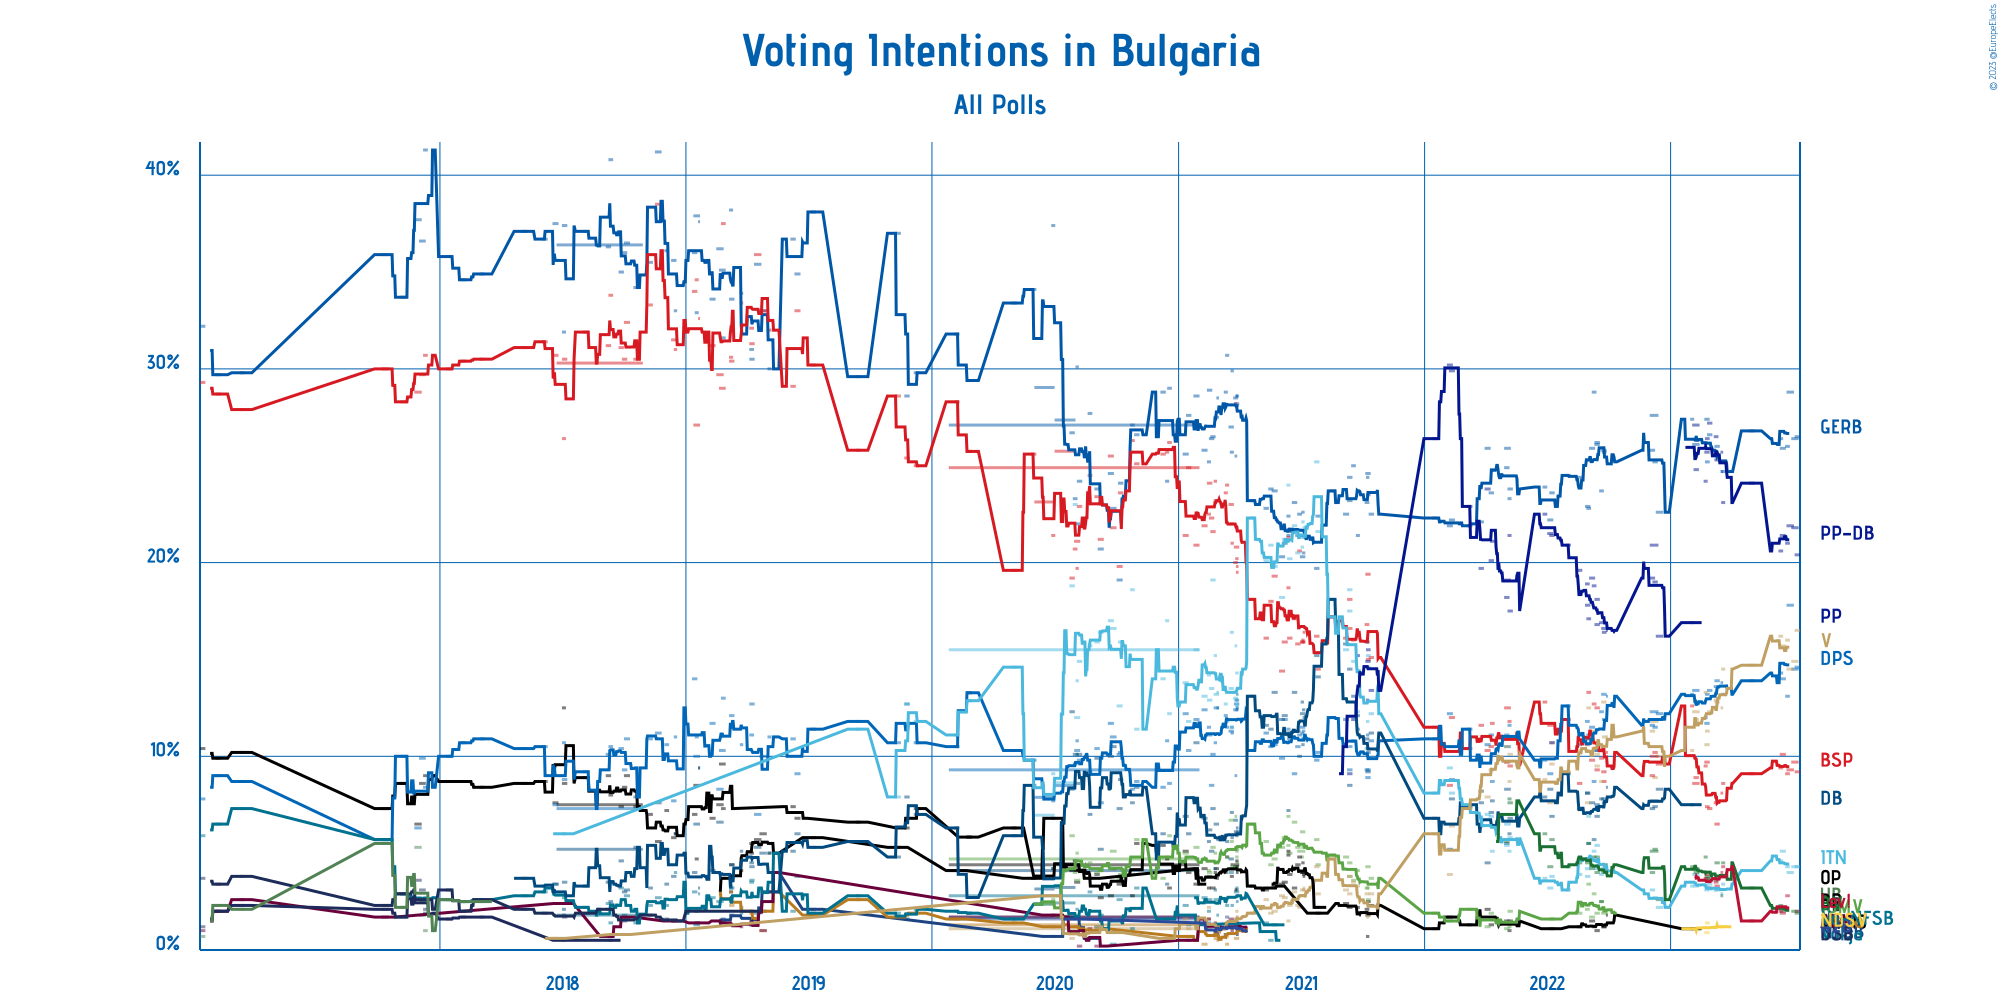 Voting Intentions in Bulgaria
All Polls
© 2023 @EuropeElects
40%
30%
20%
10%
0%
GERB
PP-DB
PP
V
DPS
BSP
DB
ITN
OP
NDSV
2018
2019
2020
2021
2022